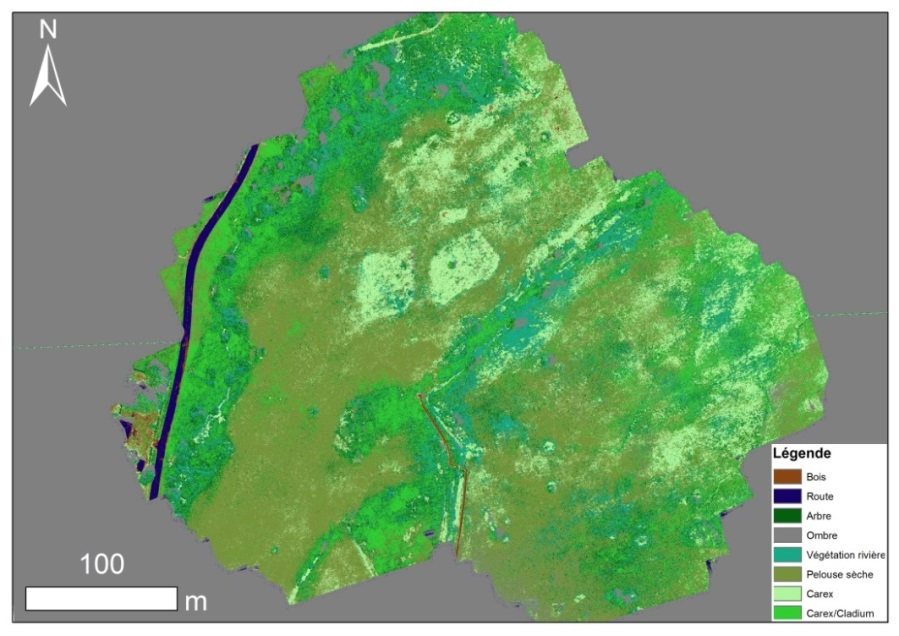 N
Légende
Bois
Route
Arbre
Ombre
Végétation rivière
Pelouse sèche
Carex
Carex/Cladium
100
m